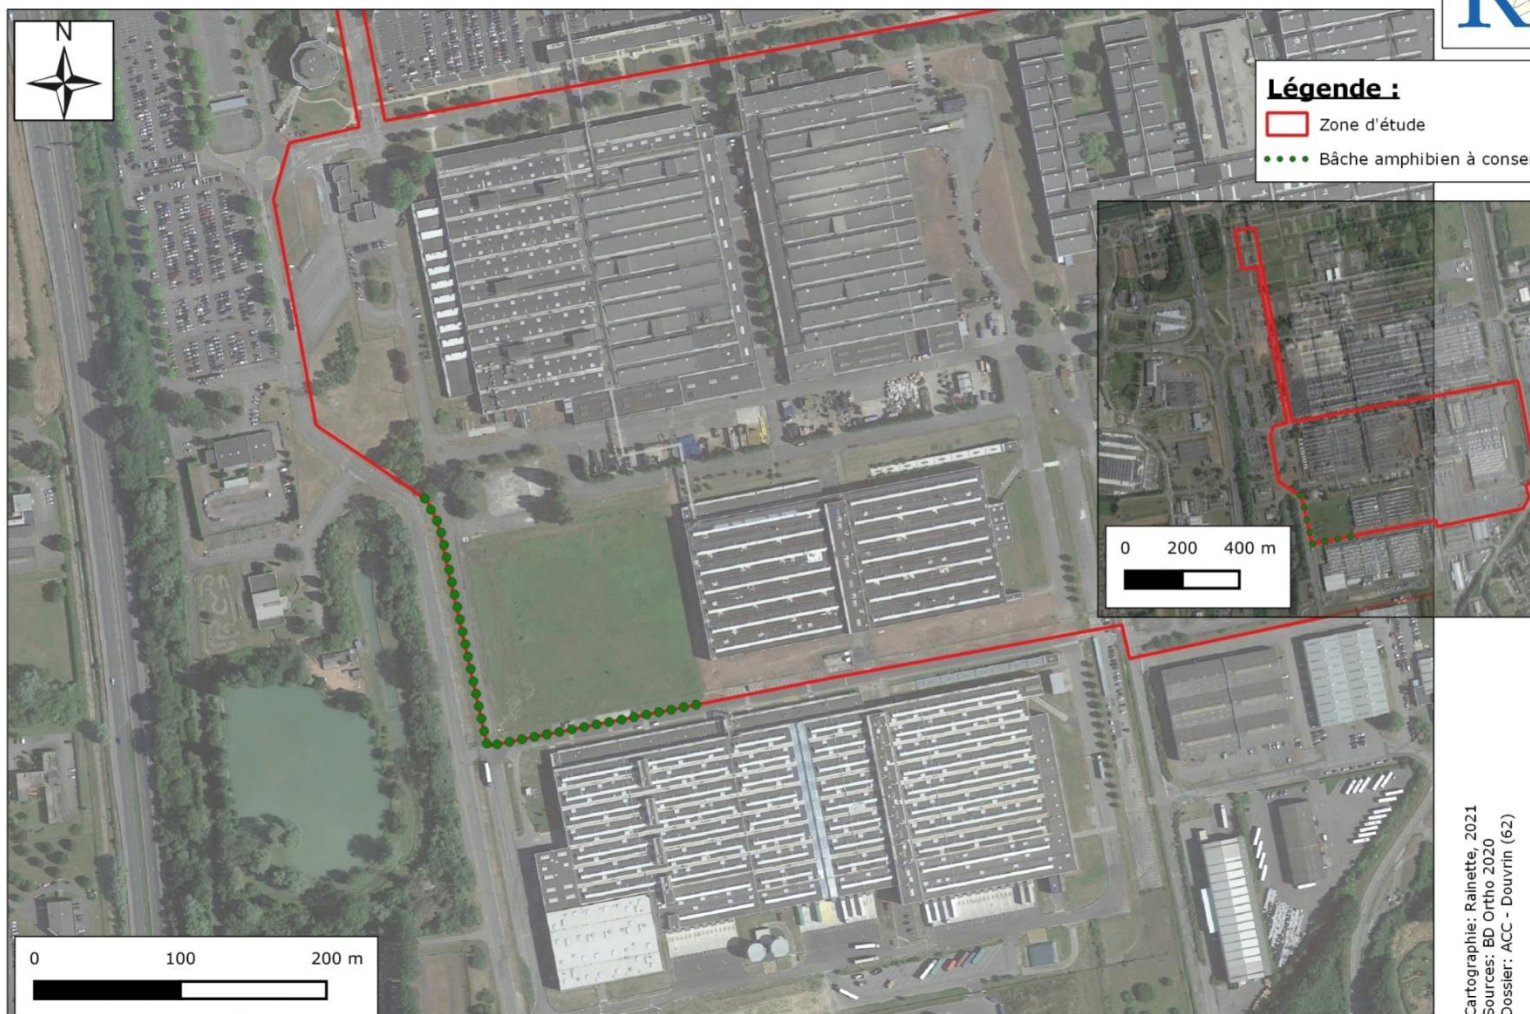 N
R
Légende :
Zone d'étude
Bâche amphibien à conser
0 200 400 m
0 100 200 m
Cartographie: Rainette, 2021
Sources: BD Ortho 2020
Dossier: ACC - Douvrin (62)